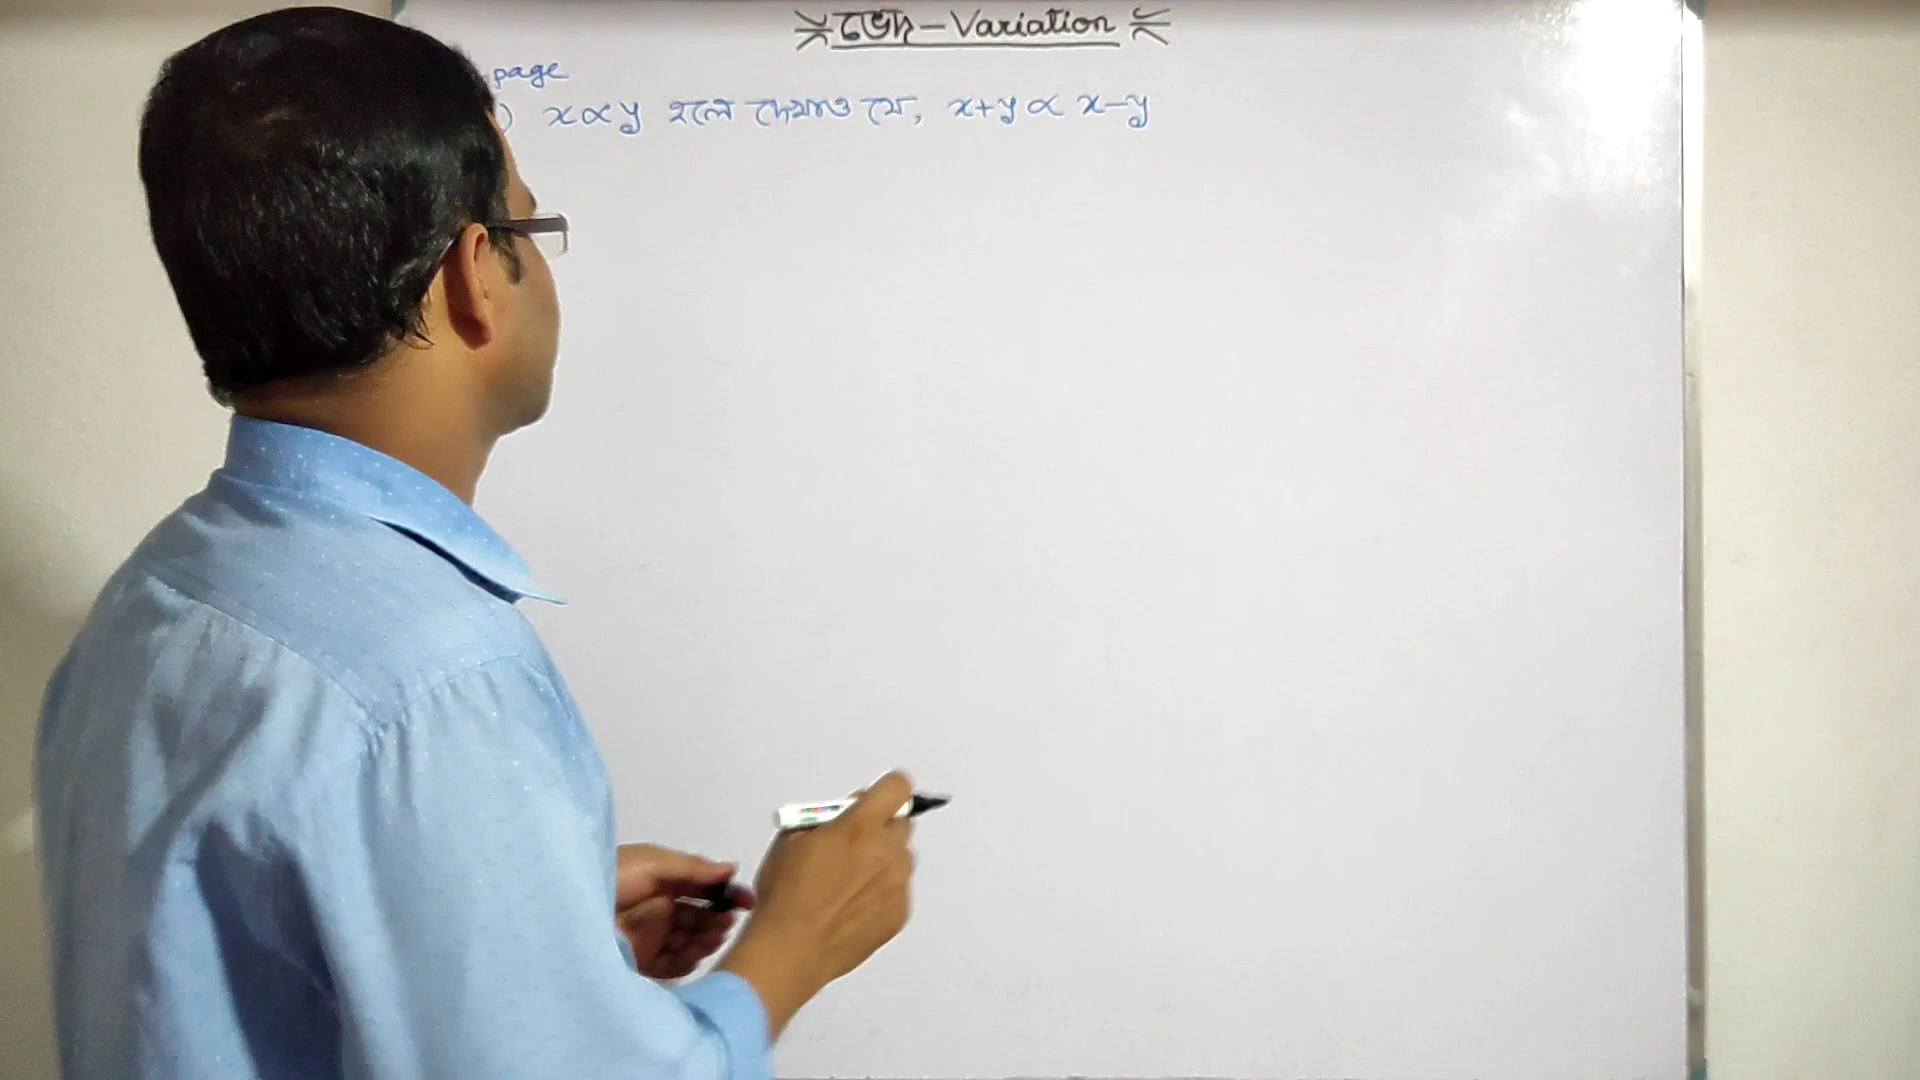 ভেদ - Variation
page
) x∝y হলে দেখাও যে, x+y ∝ x-y